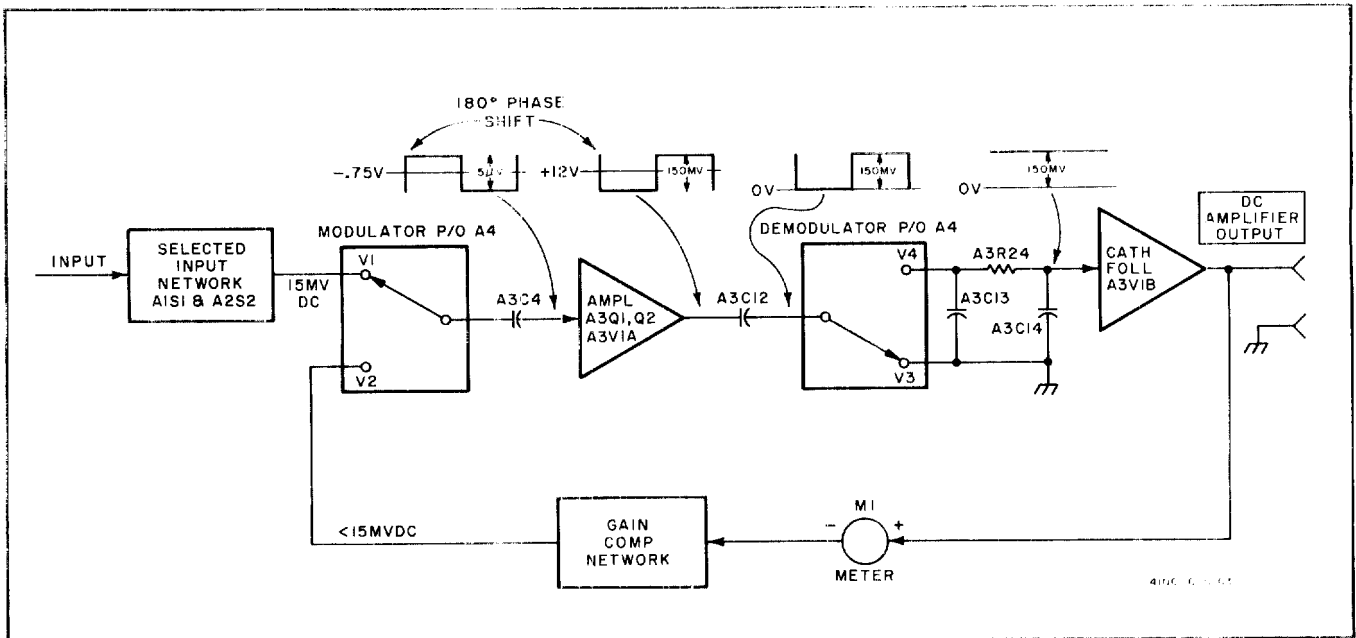 180° PHASE
SHIFT
-.75V
5μV
+12V
150MV
0V
150MV
0V
150MV
DC
AMPLIFIER
OUTPUT
MODULATOR P/O A4
DEMODULATOR P/O A4
INPUT
SELECTED
INPUT
NETWORK
A1S1 & A2S2
15MV
DC
V1
V2
A3C4
AMPL
A3Q1,Q2
A3V1A
A3C12
V4
V3
A3R24
A3C13
A3C14
CATH
FOLL
A3V1B
<15MVDC
GAIN
COMP
NETWORK
M1
- +
METER